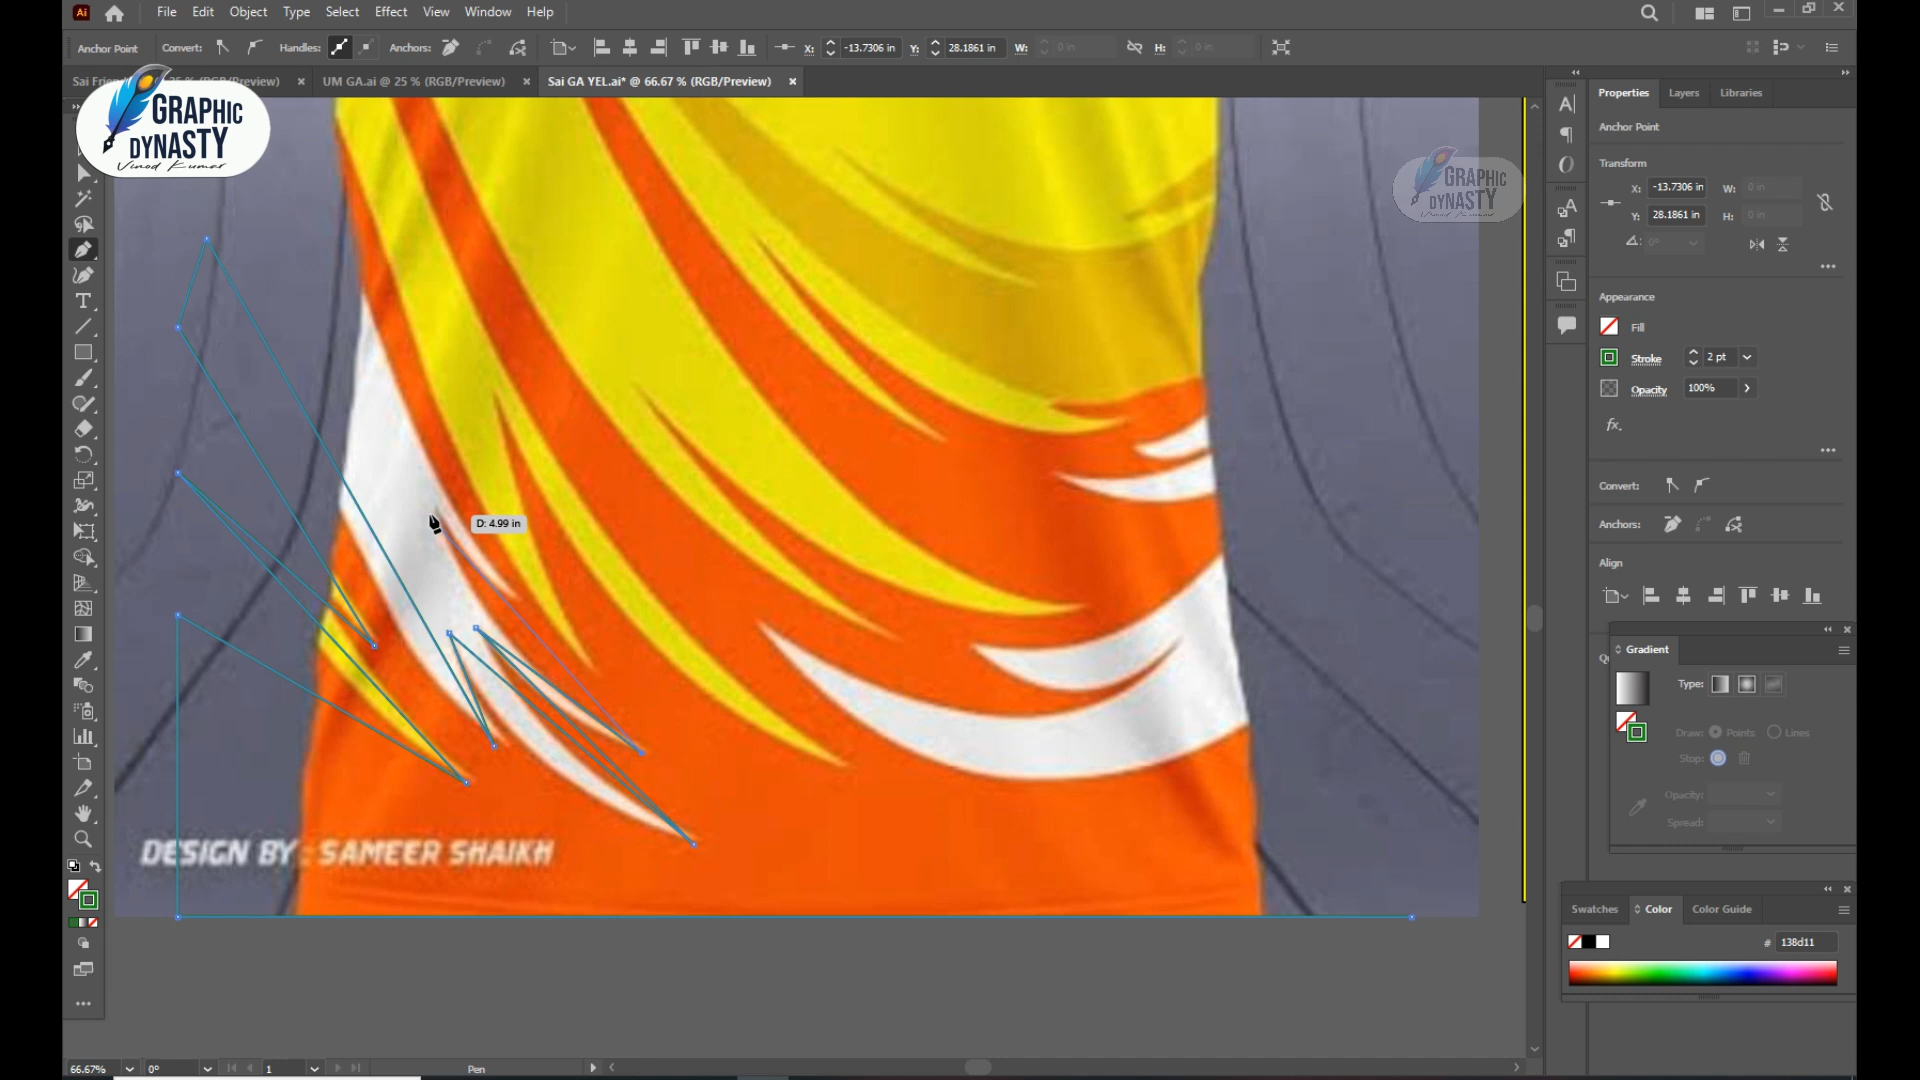 Ai File Edit Object Type Select Effect View Window Help
Anchor Point Convert: Handles: Anchors: X: -13.7306 in Y: 28.1861 in W: 0 in H: 0 in
(RGB/Preview) × UM GA.ai @ 25 % (RGB/Preview) × Sai GA YEL.ai* @ 66.67 % (RGB/Preview) ×
GRAPHIC
DYNASTY
Vinod Kumar
GRAPHIC
DYNASTY
Vinod Kumar
D: 4.99 in
DESIGN BY : SAMEER SHAIKH
Properties Layers Libraries
Anchor Point
Transform
X: -13.7306 in W: 0 in
Y: 28.1861 in H: 0 in
0°
Appearance
Fill
Stroke 2 pt
Opacity 100%
fx.
Convert:
Anchors:
Align
Gradient
Type:
Draw: Points Lines
Stop:
Opacity:
Spread:
Swatches Color Color Guide
# 138d11
66.67% 0° 1 Pen